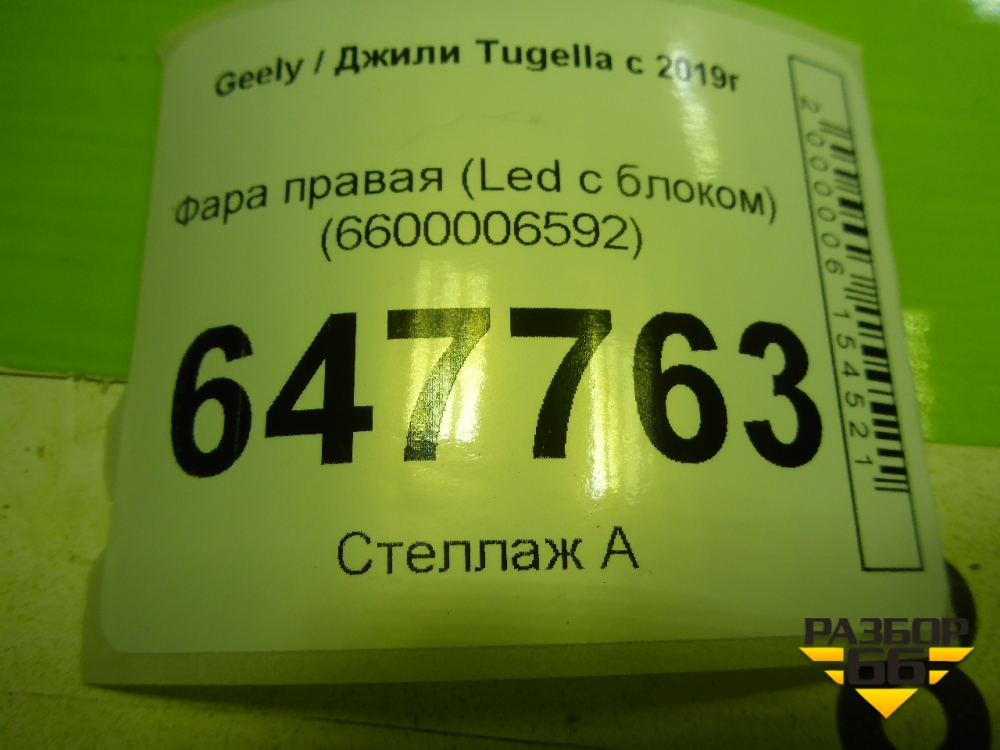 Geely / Джили Tugella с 2019г
Фара правая (Led с блоком)
(6600006592)
647763
Стеллаж А
2000006154521
РАЗБОР
66